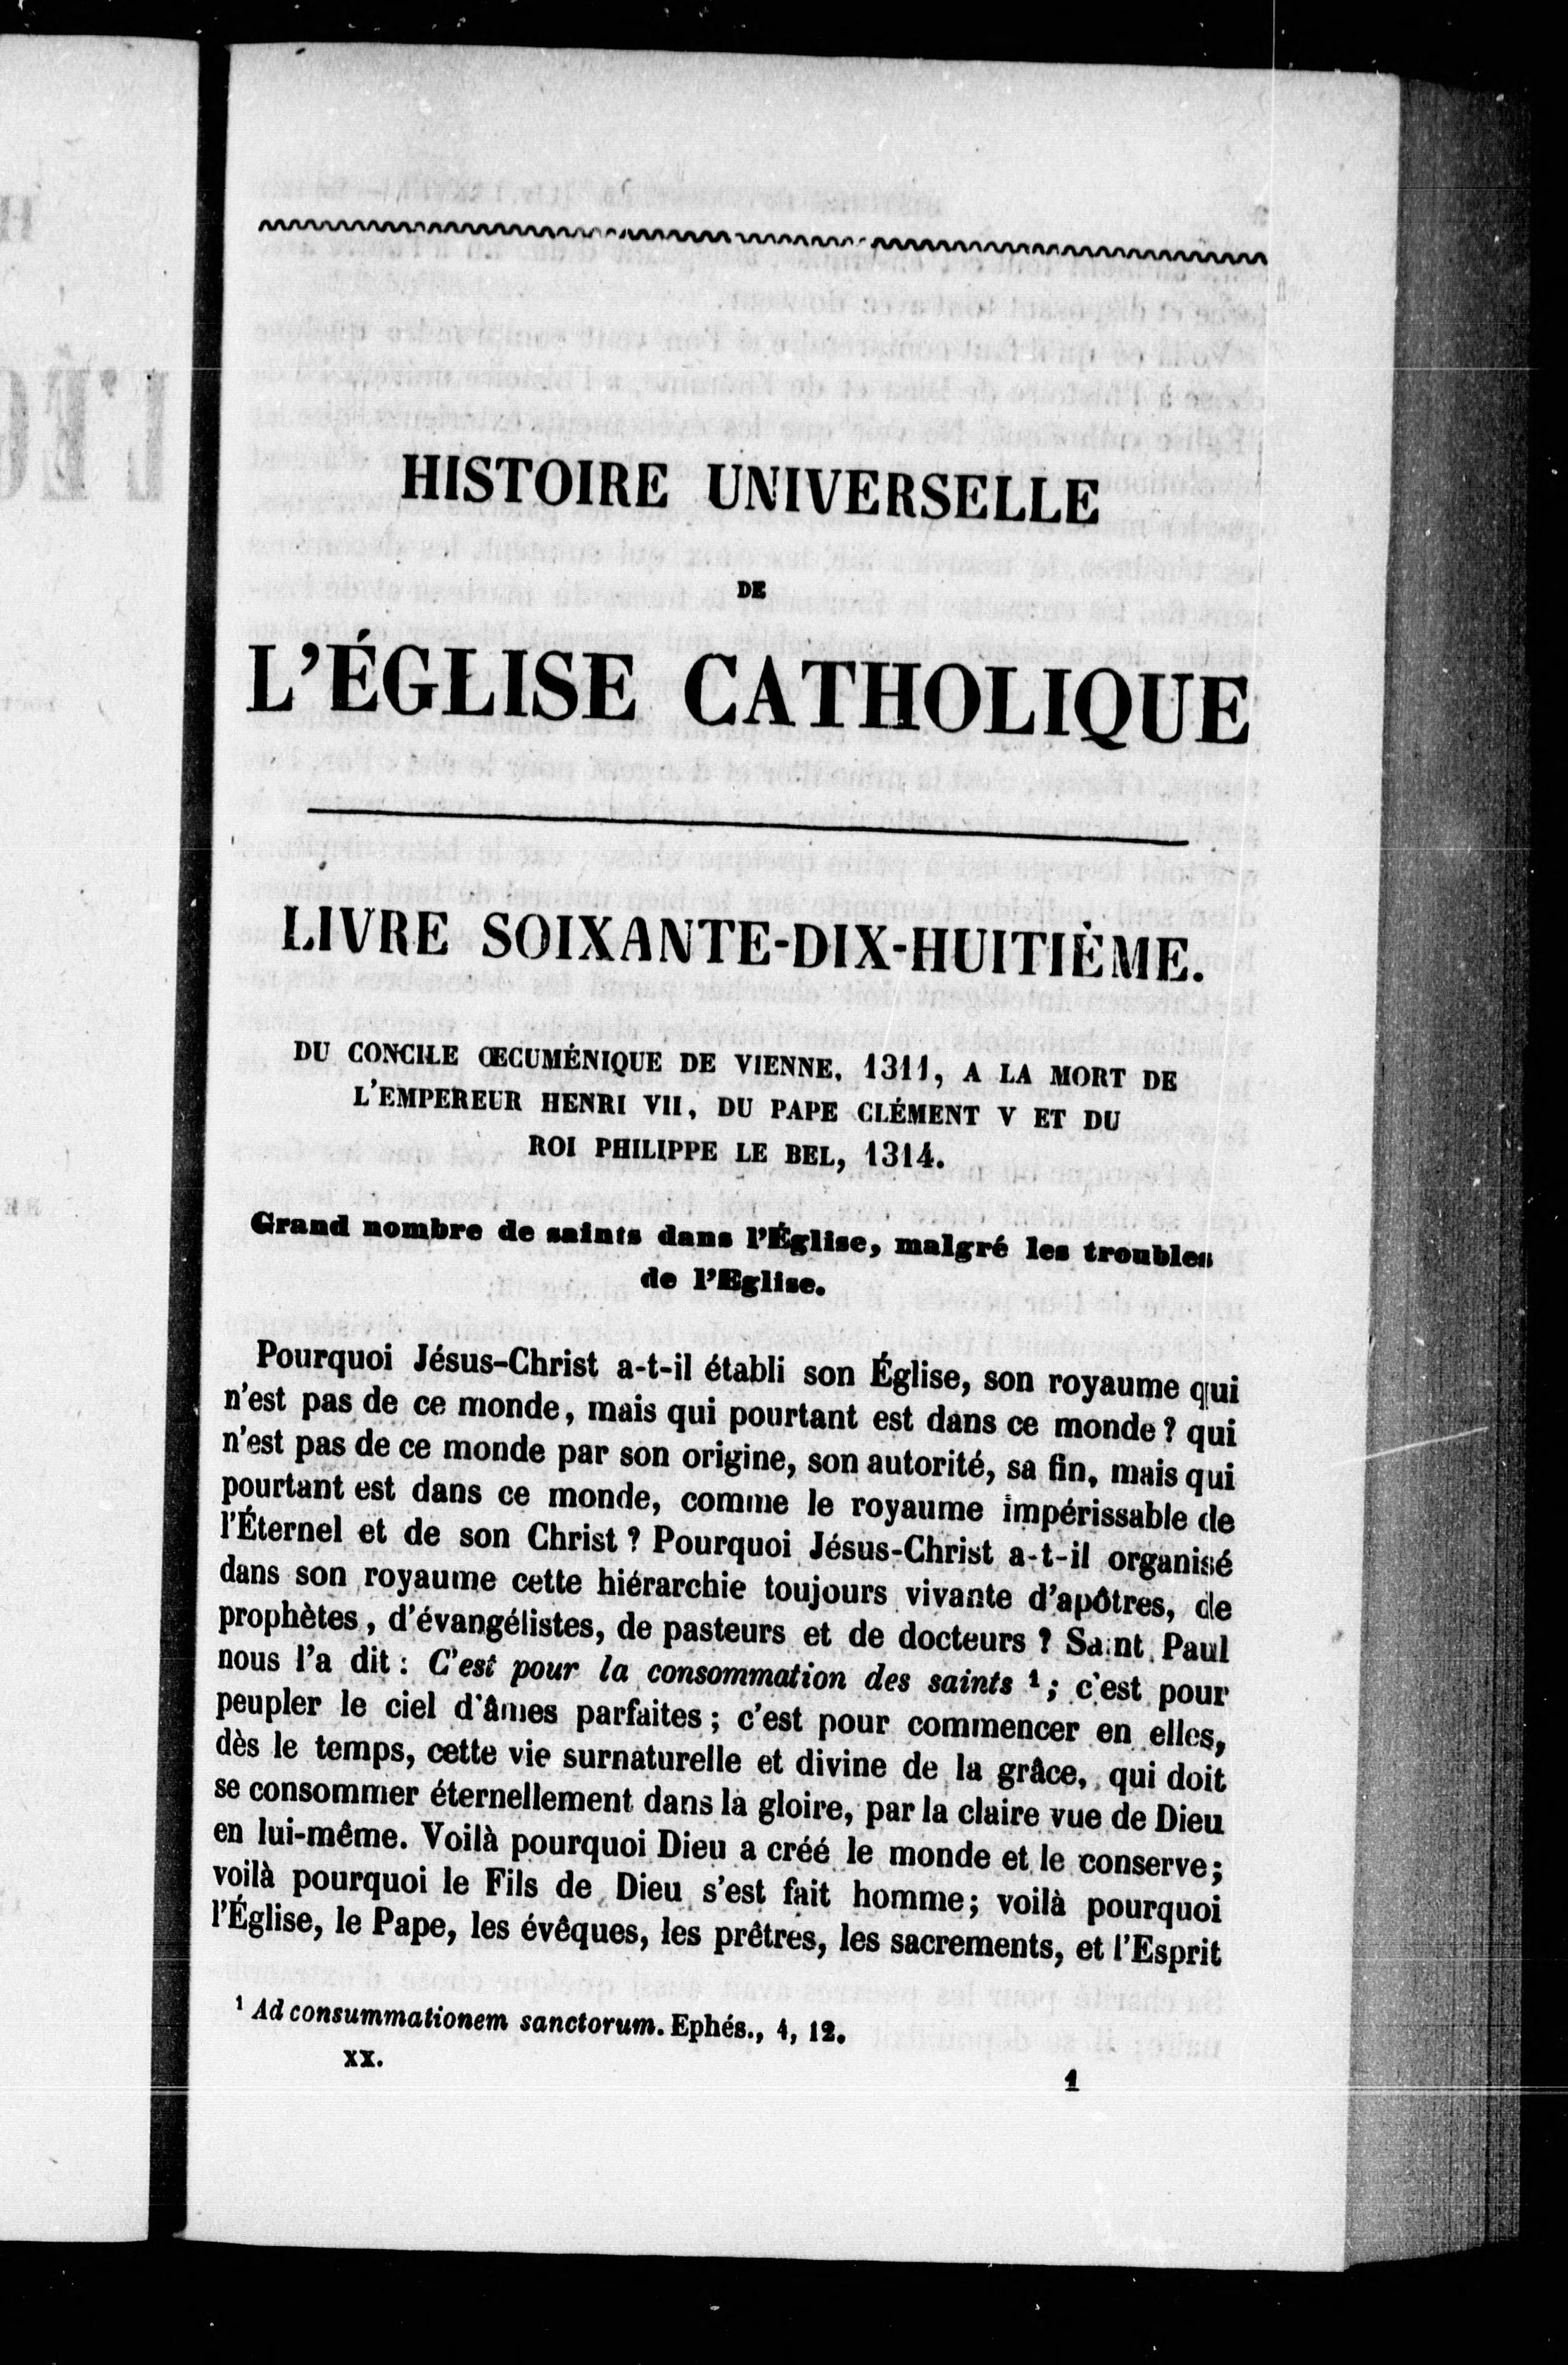 HISTOIRE UNIVERSELLE
DE
L'ÉGLISE CATHOLIQUE
LIVRE SOIXANTE-DIX-HUITIÈME.
DU CONCILE ŒCUMÉNIQUE DE VIENNE, 1311, A LA MORT DE
L'EMPEREUR HENRI VII, DU PAPE CLÉMENT V ET DU
ROI PHILIPPE LE BEL, 1314.
Grand nombre de saints dans l'Église, malgré les troubles
de l'Eglise.
Pourquoi Jésus-Christ a-t-il établi son Église, son royaume qui
n'est pas de ce monde, mais qui pourtant est dans ce monde ? qui
n'est pas de ce monde par son origine, son autorité, sa fin, mais qui
pourtant est dans ce monde, comme le royaume impérissable de
l'Éternel et de son Christ ? Pourquoi Jésus-Christ a-t-il organisé
dans son royaume cette hiérarchie toujours vivante d'apôtres, de
prophètes, d'évangélistes, de pasteurs et de docteurs ? Saint Paul
nous l'a dit : C'est pour la consommation des saints ¹ ; c'est pour
peupler le ciel d'âmes parfaites ; c'est pour commencer en elles,
dès le temps, cette vie surnaturelle et divine de la grâce, qui doit
se consommer éternellement dans la gloire, par la claire vue de Dieu
en lui-même. Voilà pourquoi Dieu a créé le monde et le conserve ;
voilà pourquoi le Fils de Dieu s'est fait homme ; voilà pourquoi
l'Église, le Pape, les évêques, les prêtres, les sacrements, et l'Esprit
¹ Ad consummationem sanctorum. Ephés., 4, 12.
XX.
1